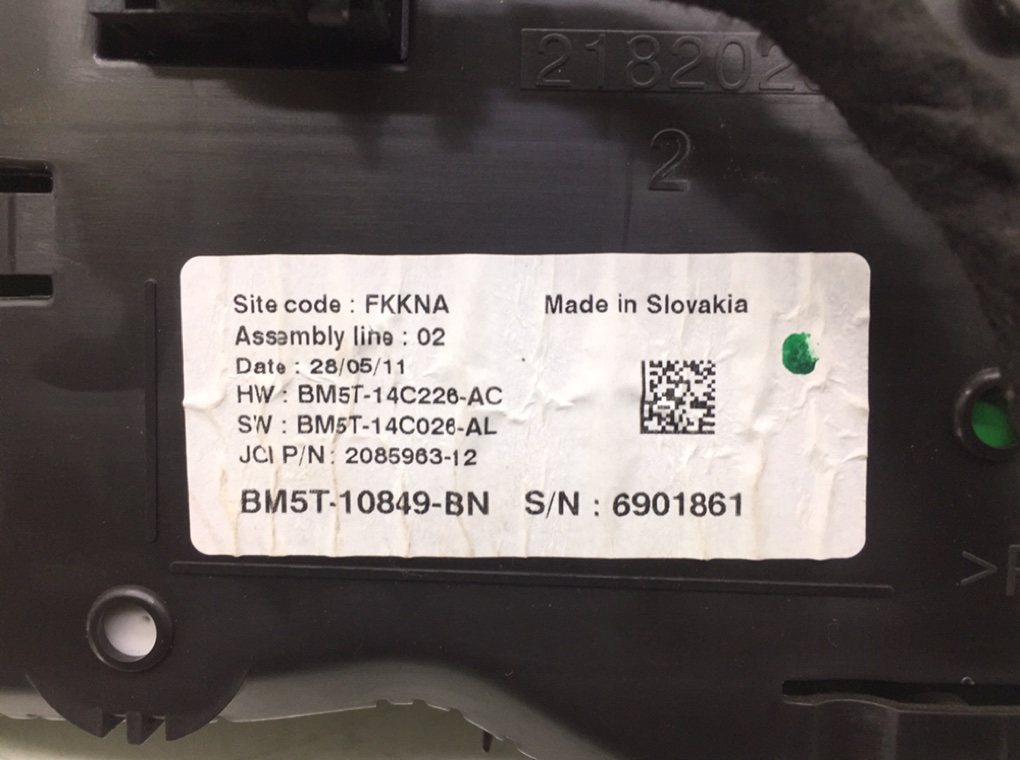 2182028
2
Site code : FKKNA Made in Slovakia
Assembly line : 02
Date : 28/05/11
HW : BM5T-14C226-AC
SW : BM5T-14C026-AL
JCI P/N : 2085963-12
BM5T-10849-BN S/N : 6901861